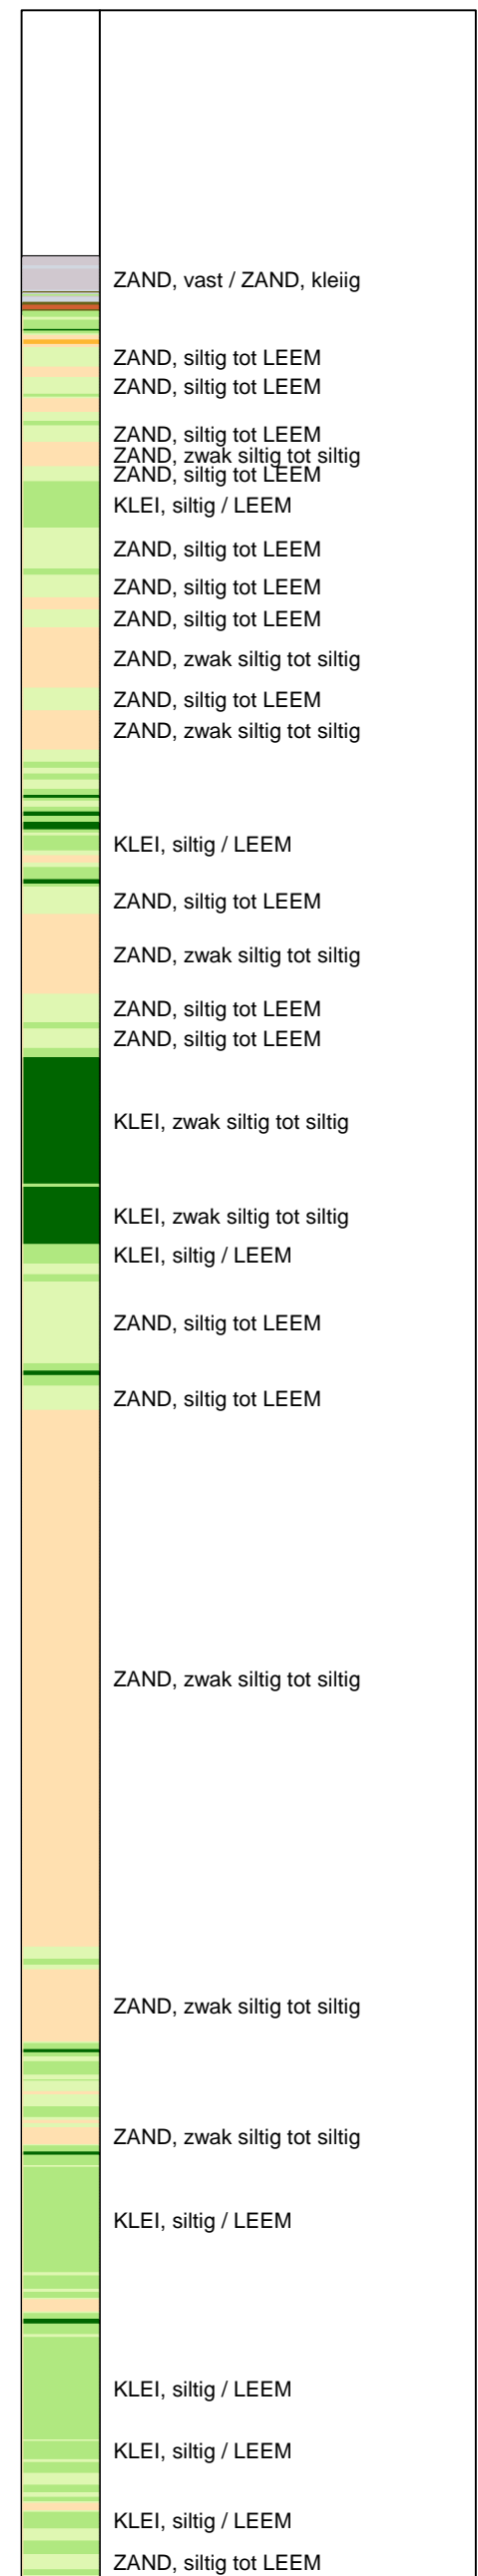 ZAND, vast / ZAND, kleiig
ZAND, siltig tot LEEM
ZAND, siltig tot LEEM
ZAND, siltig tot LEEM
ZAND, zwak siltig tot siltig
ZAND, siltig tot LEEM
KLEI, siltig / LEEM
ZAND, siltig tot LEEM
ZAND, siltig tot LEEM
ZAND, siltig tot LEEM
ZAND, zwak siltig tot siltig
ZAND, siltig tot LEEM
ZAND, zwak siltig tot siltig
KLEI, siltig / LEEM
ZAND, siltig tot LEEM
ZAND, zwak siltig tot siltig
ZAND, siltig tot LEEM
ZAND, siltig tot LEEM
KLEI, zwak siltig tot siltig
KLEI, zwak siltig tot siltig
KLEI, siltig / LEEM
ZAND, siltig tot LEEM
ZAND, siltig tot LEEM
ZAND, zwak siltig tot siltig
ZAND, zwak siltig tot siltig
ZAND, zwak siltig tot siltig
KLEI, siltig / LEEM
KLEI, siltig / LEEM
KLEI, siltig / LEEM
KLEI, siltig / LEEM
ZAND, siltig tot LEEM